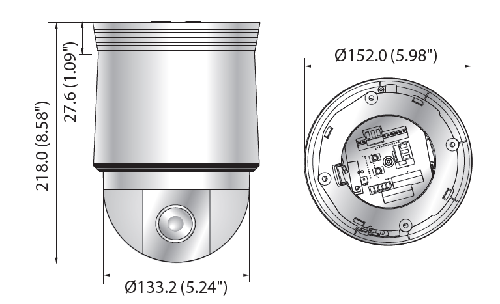 218.0 (8.58")
27.6 (1.09")
Ø152.0 (5.98")
Ø133.2 (5.24")